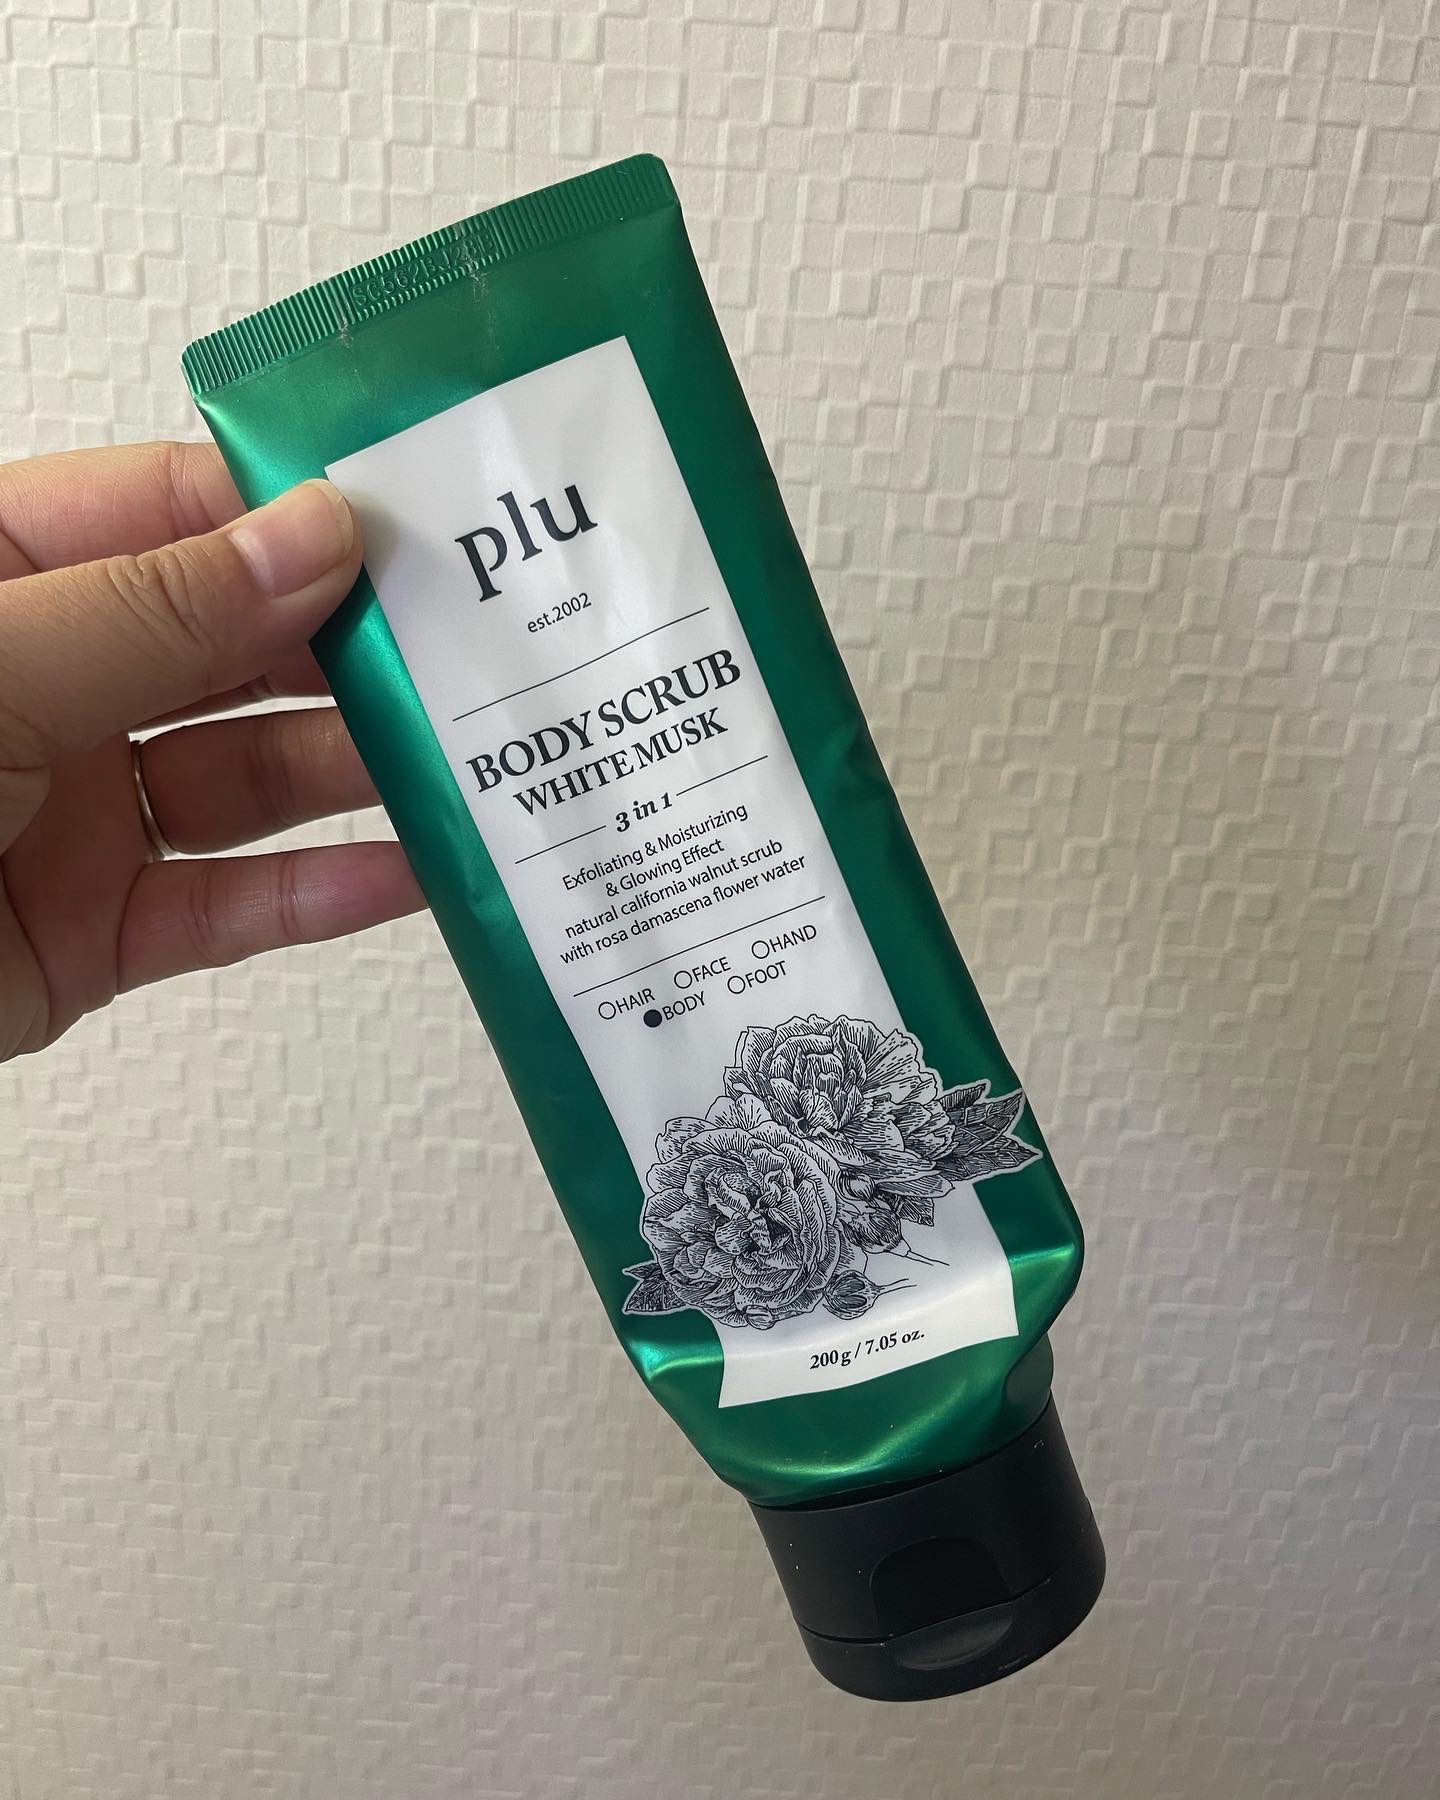 plu
est.2002
BODY SCRUB
WHITE MUSK
3 in 1
Exfoliating & Moisturizing
& Glowing Effect
natural california walnut scrub
with rosa damascena flower water
HAIR FACE HAND
BODY FOOT
200g / 7.05 oz.